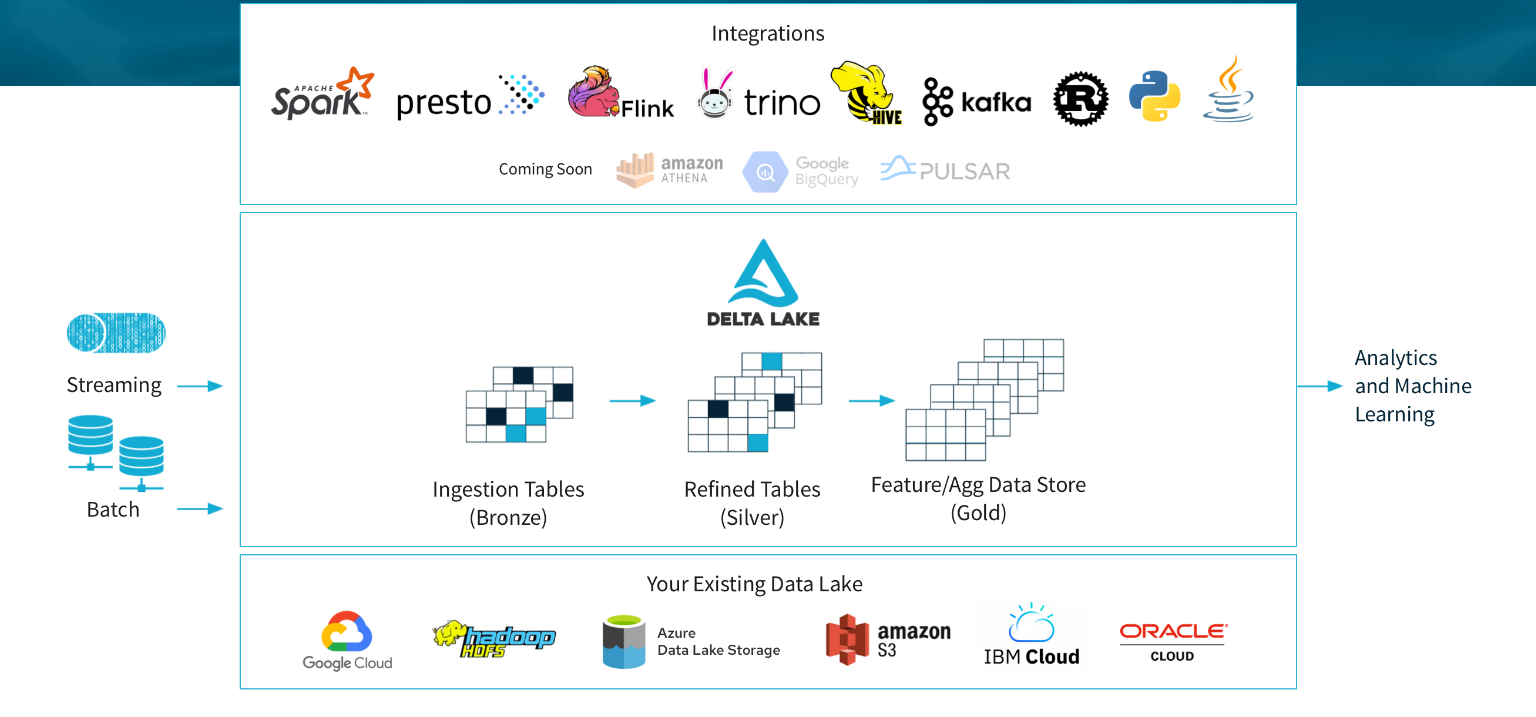 Integrations
APACHE
Spark™
presto
Flink
trino
HIVE
kafka
R
Coming Soon
amazon
ATHENA
Google
BigQuery
PULSAR
DELTA LAKE
Streaming
Batch
Ingestion Tables
(Bronze)
Refined Tables
(Silver)
Feature/Agg Data Store
(Gold)
Analytics
and Machine
Learning
Your Existing Data Lake
Google Cloud
hadoop
HDFS
Azure
Data Lake Storage
amazon
S3
IBM Cloud
ORACLE®
CLOUD